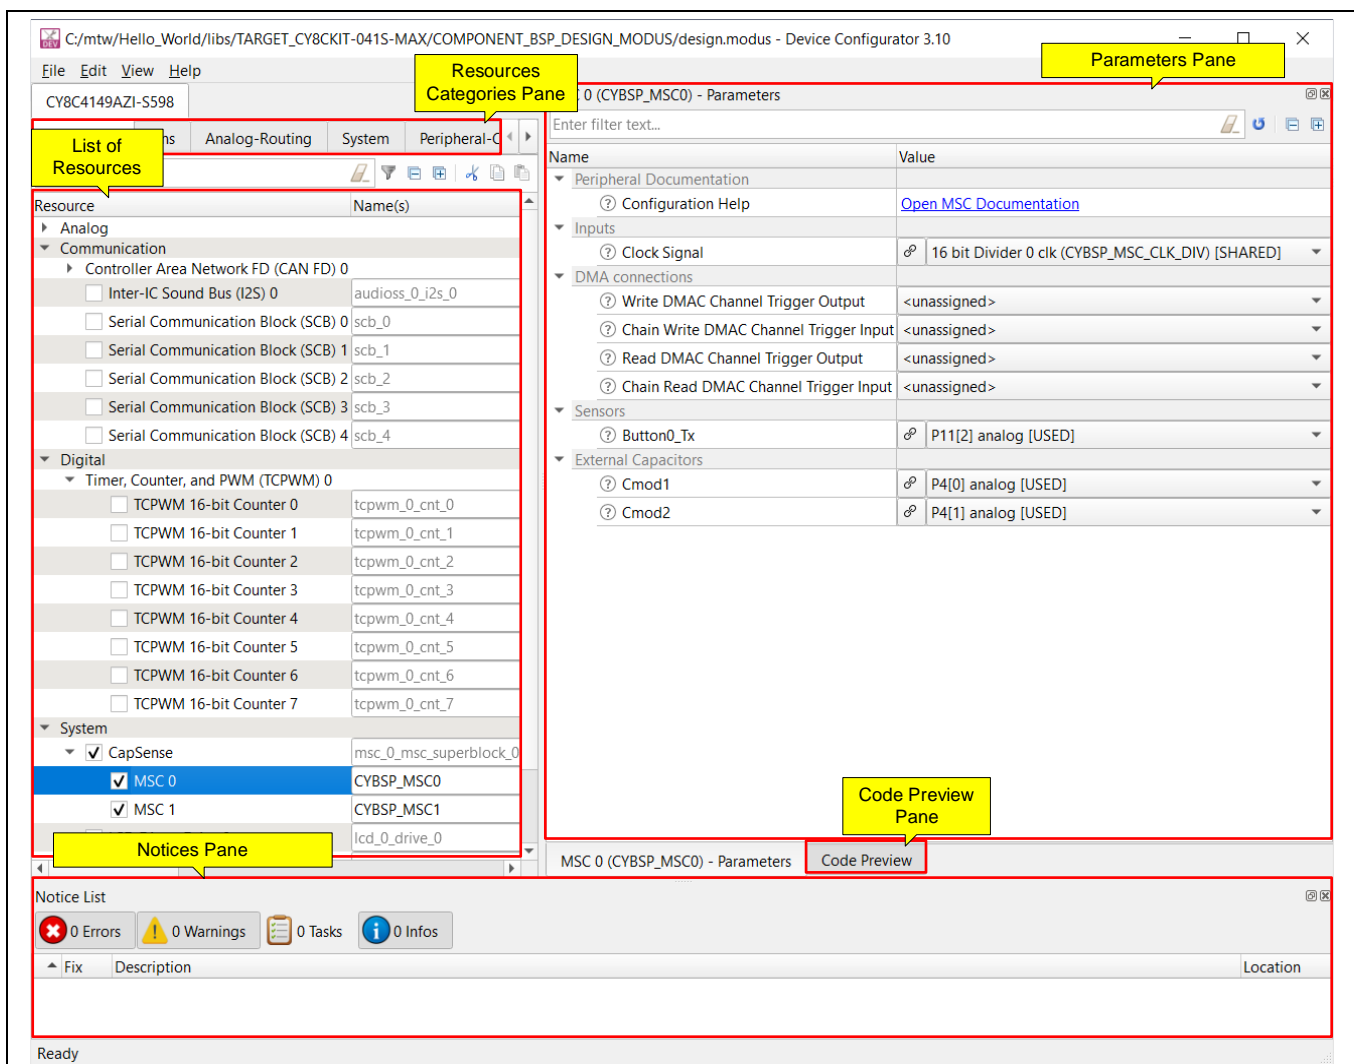 C:/mtw/Hello_World/libs/TARGET_CY8CKIT-041S-MAX/COMPONENT_BSP_DESIGN_MODUS/design.modus - Device Configurator 3.10
File Edit View Help
Resources
Categories Pane
Parameters Pane
CY8C4149AZI-S598
0 (CYBSP_MSC0) - Parameters
Enter filter text...
List of
Resources
ns Analog-Routing System Peripheral-C
Name Value
Peripheral Documentation
Configuration Help Open MSC Documentation
Inputs
Clock Signal 16 bit Divider 0 clk (CYBSP_MSC_CLK_DIV) [SHARED]
DMA connections
Write DMAC Channel Trigger Output <unassigned>
Chain Write DMAC Channel Trigger Input <unassigned>
Read DMAC Channel Trigger Output <unassigned>
Chain Read DMAC Channel Trigger Input <unassigned>
Sensors
Button0_Tx P11[2] analog [USED]
External Capacitors
Cmod1 P4[0] analog [USED]
Cmod2 P4[1] analog [USED]
Resource Name(s)
Analog
Communication
Controller Area Network FD (CAN FD) 0
Inter-IC Sound Bus (I2S) 0 audioss_0_i2s_0
Serial Communication Block (SCB) 0 scb_0
Serial Communication Block (SCB) 1 scb_1
Serial Communication Block (SCB) 2 scb_2
Serial Communication Block (SCB) 3 scb_3
Serial Communication Block (SCB) 4 scb_4
Digital
Timer, Counter, and PWM (TCPWM) 0
TCPWM 16-bit Counter 0 tcpwm_0_cnt_0
TCPWM 16-bit Counter 1 tcpwm_0_cnt_1
TCPWM 16-bit Counter 2 tcpwm_0_cnt_2
TCPWM 16-bit Counter 3 tcpwm_0_cnt_3
TCPWM 16-bit Counter 4 tcpwm_0_cnt_4
TCPWM 16-bit Counter 5 tcpwm_0_cnt_5
TCPWM 16-bit Counter 6 tcpwm_0_cnt_6
TCPWM 16-bit Counter 7 tcpwm_0_cnt_7
System
CapSense msc_0_msc_superblock_0
MSC 0 CYBSP_MSC0
MSC 1 CYBSP_MSC1
lcd_0_drive_0
Notices Pane
Code Preview
Pane
MSC 0 (CYBSP_MSC0) - Parameters Code Preview
Notice List
0 Errors 0 Warnings 0 Tasks 0 Infos
Fix Description Location
Ready